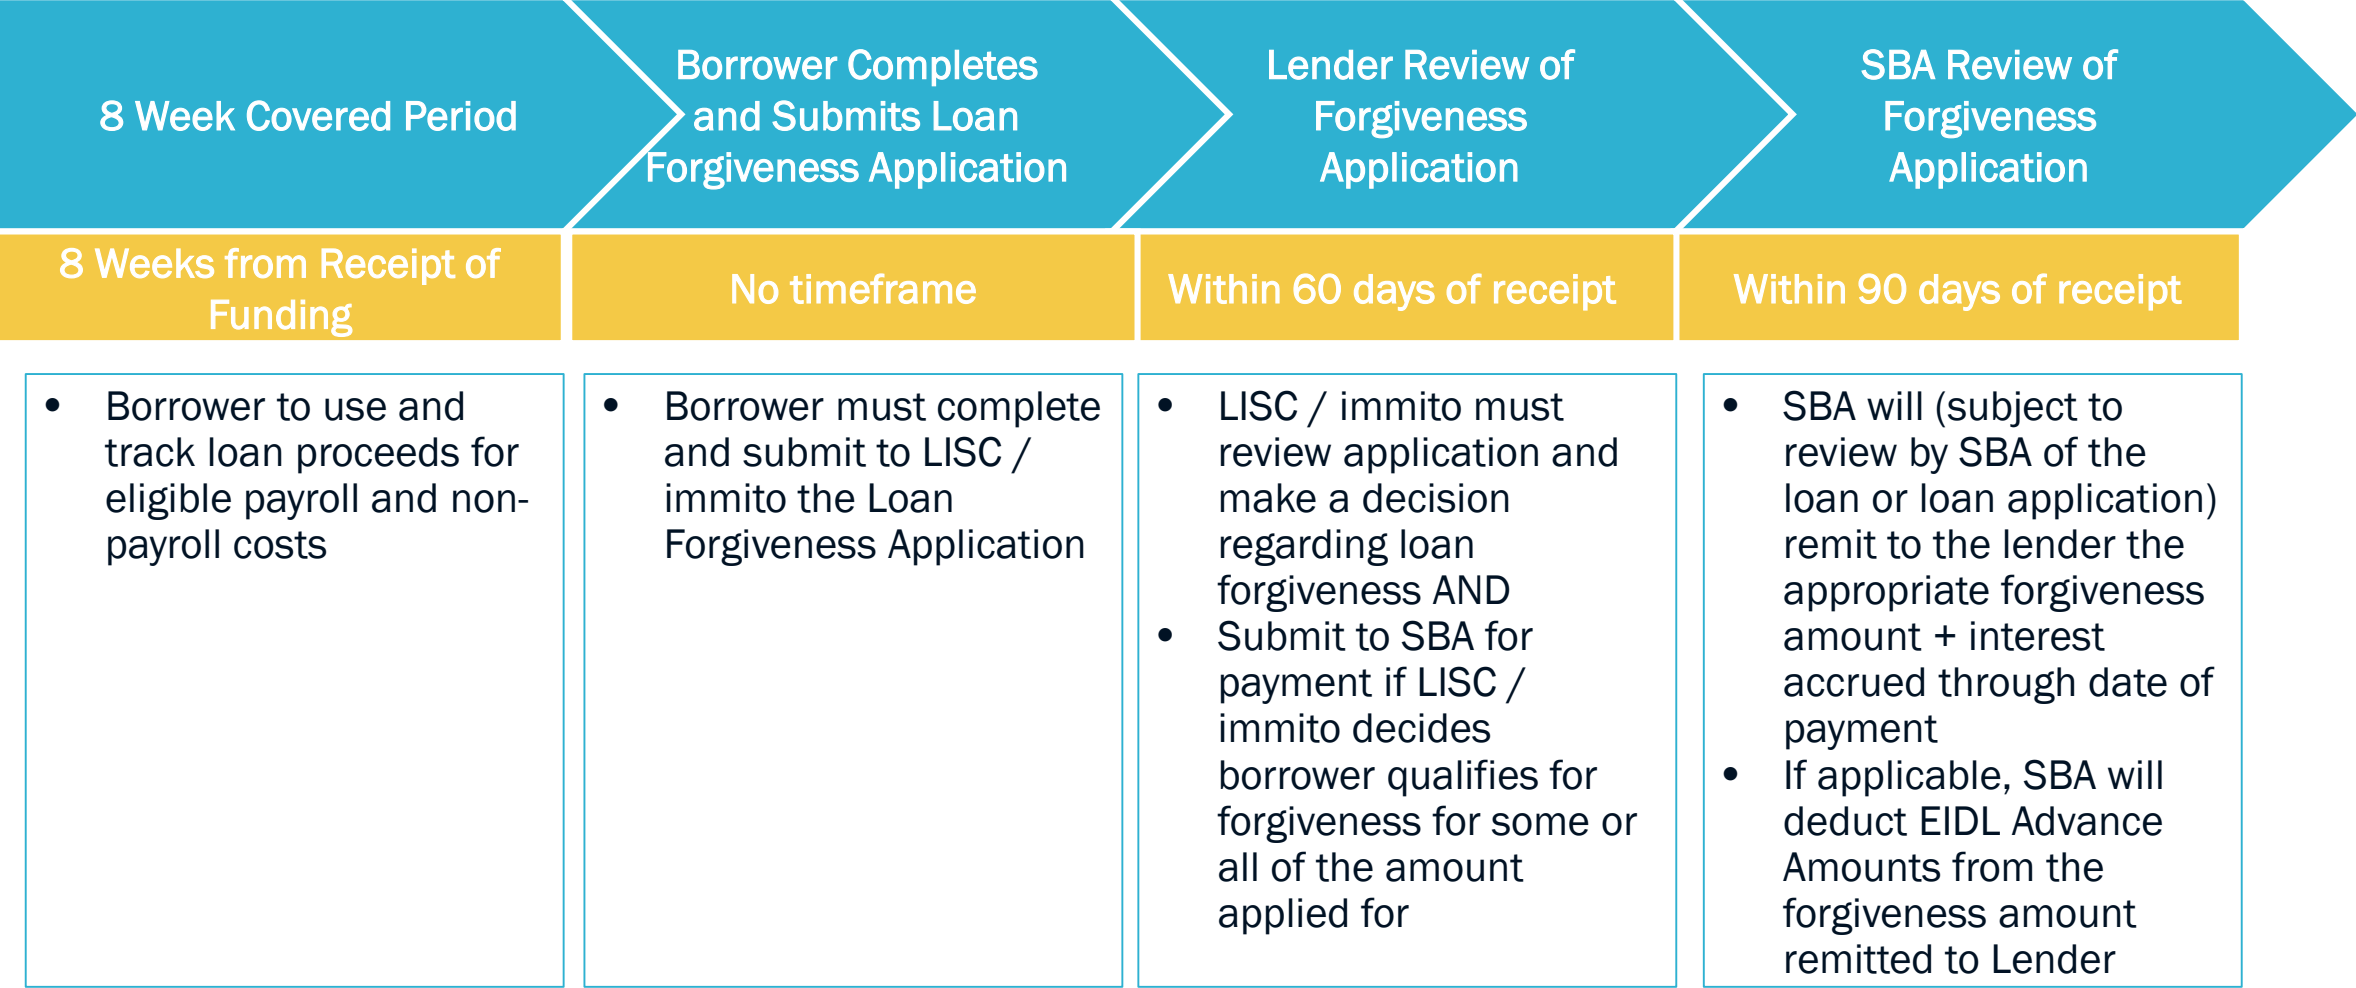 8 Week Covered Period
Borrower Completes
and Submits Loan
Forgiveness Application
Lender Review of
Forgiveness
Application
SBA Review of
Forgiveness
Application
8 Weeks from Receipt of
Funding
No timeframe
Within 60 days of receipt
Within 90 days of receipt
• Borrower to use and
track loan proceeds for
eligible payroll and non-
payroll costs
• Borrower must complete
and submit to LISC /
immito the Loan
Forgiveness Application
• LISC / immito must
review application and
make a decision
regarding loan
forgiveness AND
• Submit to SBA for
payment if LISC /
immito decides
borrower qualifies for
forgiveness for some or
all of the amount
applied for
• SBA will (subject to
review by SBA of the
loan or loan application)
remit to the lender the
appropriate forgiveness
amount + interest
accrued through date of
payment
• If applicable, SBA will
deduct EIDL Advance
Amounts from the
forgiveness amount
remitted to Lender